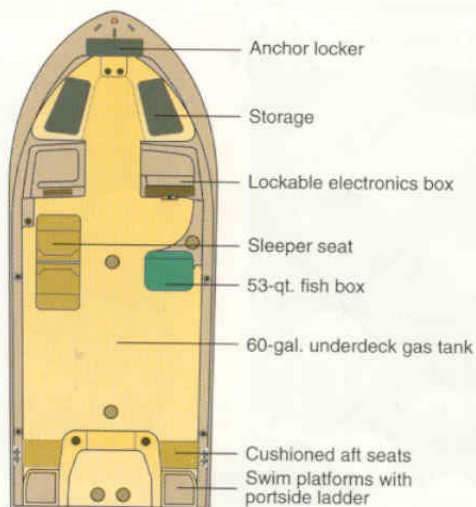 Anchor locker
Storage
Lockable electronics box
Sleeper seat
53-qt. fish box
60-gal. underdeck gas tank
Cushioned aft seats
Swim platforms with
portside ladder